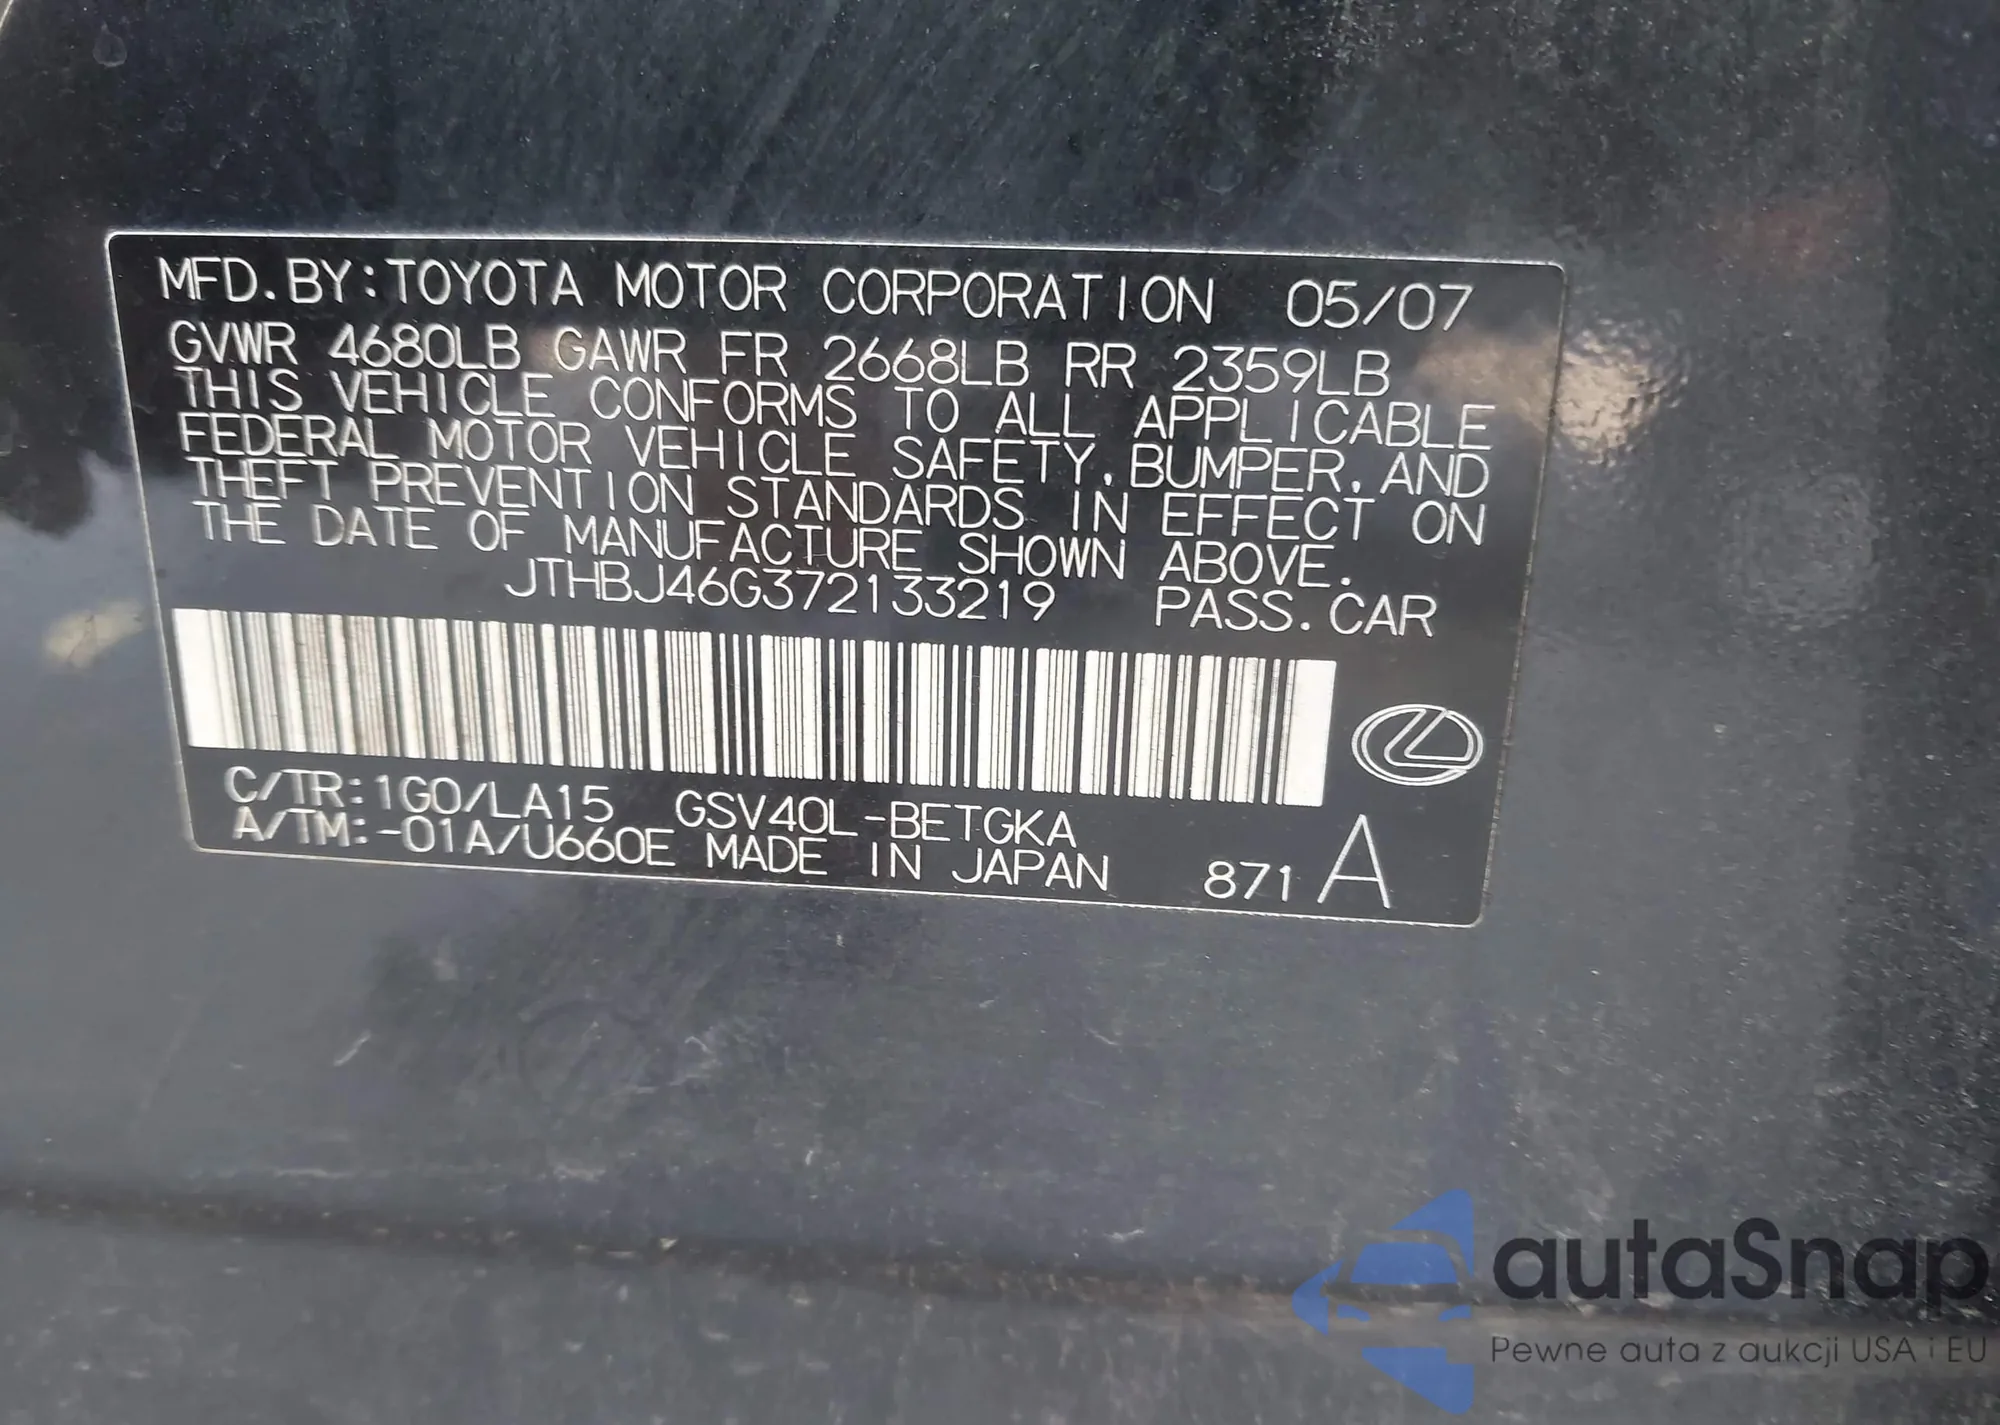 MFD.BY:TOYOTA MOTOR CORPORATION 05/07
GVWR 4680LB GAWR FR 2668LB RR 2359LB
THIS VEHICLE CONFORMS TO ALL APPLICABLE
FEDERAL MOTOR VEHICLE SAFETY, BUMPER, AND
THEFT PREVENTION STANDARDS IN EFFECT ON
THE DATE OF MANUFACTURE SHOWN ABOVE.
JTHBJ46G372133219 PASS.CAR
C/TR:1G0/LA15 GSV40L-BETGKA
A/TM:-01A/U660E MADE IN JAPAN 871 A
autaSnap
Pewne auta z aukcji USA i EU